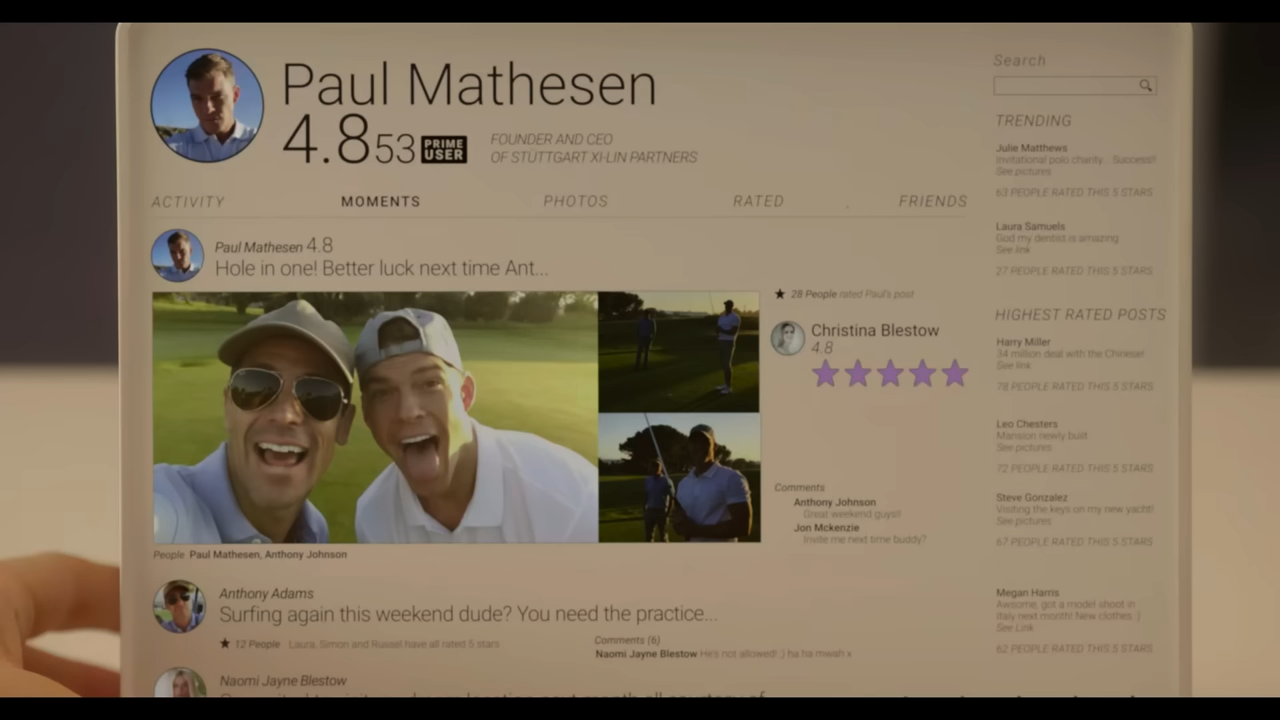 Paul Mathesen
4.853 PRIME USER
FOUNDER AND CEO
OF STÜTTGART XI-LIN PARTNERS
ACTIVITY MOMENTS PHOTOS RATED FRIENDS
Paul Mathesen 4.8
Hole in one! Better luck next time Ant...
28 People rated Paul's post
Christina Blestow
4.8
Comments
Anthony Johnson
Great weekend guys!!
Jon Mckenzie
Invite me next time buddy?
People Paul Mathesen, Anthony Johnson
Anthony Adams
Surfing again this weekend dude? You need the practice...
12 People Laura, Simon and Russel have all rated 5 stars
Comments (6)
Naomi Jayne Blestow He's not allowed! ;) ha ha mwah x
Naomi Jayne Blestow
Search
TRENDING
Julie Matthews
Invitational polo charity... Success!!
See pictures
63 PEOPLE RATED THIS 5 STARS
Laura Samuels
God my dentist is amazing
See link
27 PEOPLE RATED THIS 5 STARS
HIGHEST RATED POSTS
Harry Miller
34 million deal with the Chinese!
See link
78 PEOPLE RATED THIS 5 STARS
Leo Chesters
Mansion newly built
See pictures
72 PEOPLE RATED THIS 5 STARS
Steve Gonzalez
Visiting the keys on my new yacht!
See pictures
67 PEOPLE RATED THIS 5 STARS
Megan Harris
Awesome, got a model shoot in
Italy next month! New clothes :)
See Link
62 PEOPLE RATED THIS 5 STARS